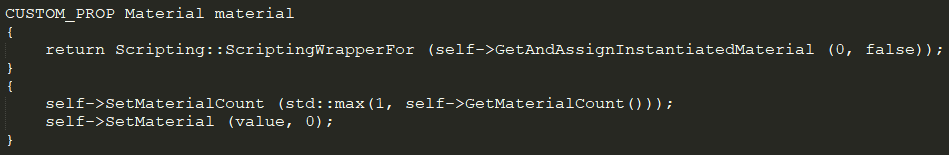 CUSTOM_PROP Material material
{
    return Scripting::ScriptingWrapperFor (self->GetAndAssignInstantiatedMaterial (0, false));
}
{
    self->SetMaterialCount (std::max(1, self->GetMaterialCount()));
    self->SetMaterial (value, 0);
}